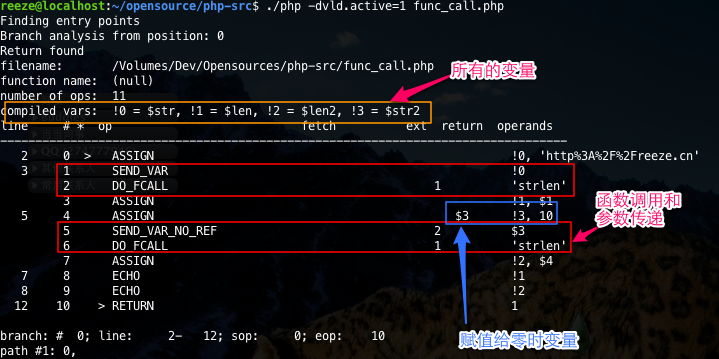 reeze@localhost:~/opensource/php-src$ ./php -dvld.active=1 func_call.php
Finding entry points
Branch analysis from position: 0
Return found
filename: /Volumes/Dev/Opensources/php-src/func_call.php
function name: (null)
所有的变量
number of ops: 11
compiled vars: !0 = $str, !1 = $len, !2 = $len2, !3 = $str2
line # * op fetch ext return operands
---------------------------------------------------------------------------------
2 0 > ASSIGN !0, 'http%3A%2F%2Freeze.cn'
3 1 SEND_VAR !0
2 DO_FCALL 1 'strlen'
3 ASSIGN !1, $1
5 4 ASSIGN $3 !3, 10
函数调用和
参数传递
5 SEND_VAR_NO_REF 2 $3
6 DO_FCALL 1 'strlen'
7 ASSIGN !2, $4
7 8 ECHO !1
8 9 ECHO !2
12 10 > RETURN 1
赋值给零时变量
branch: # 0; line: 2- 12; sop: 0; eop: 10
path #1: 0,